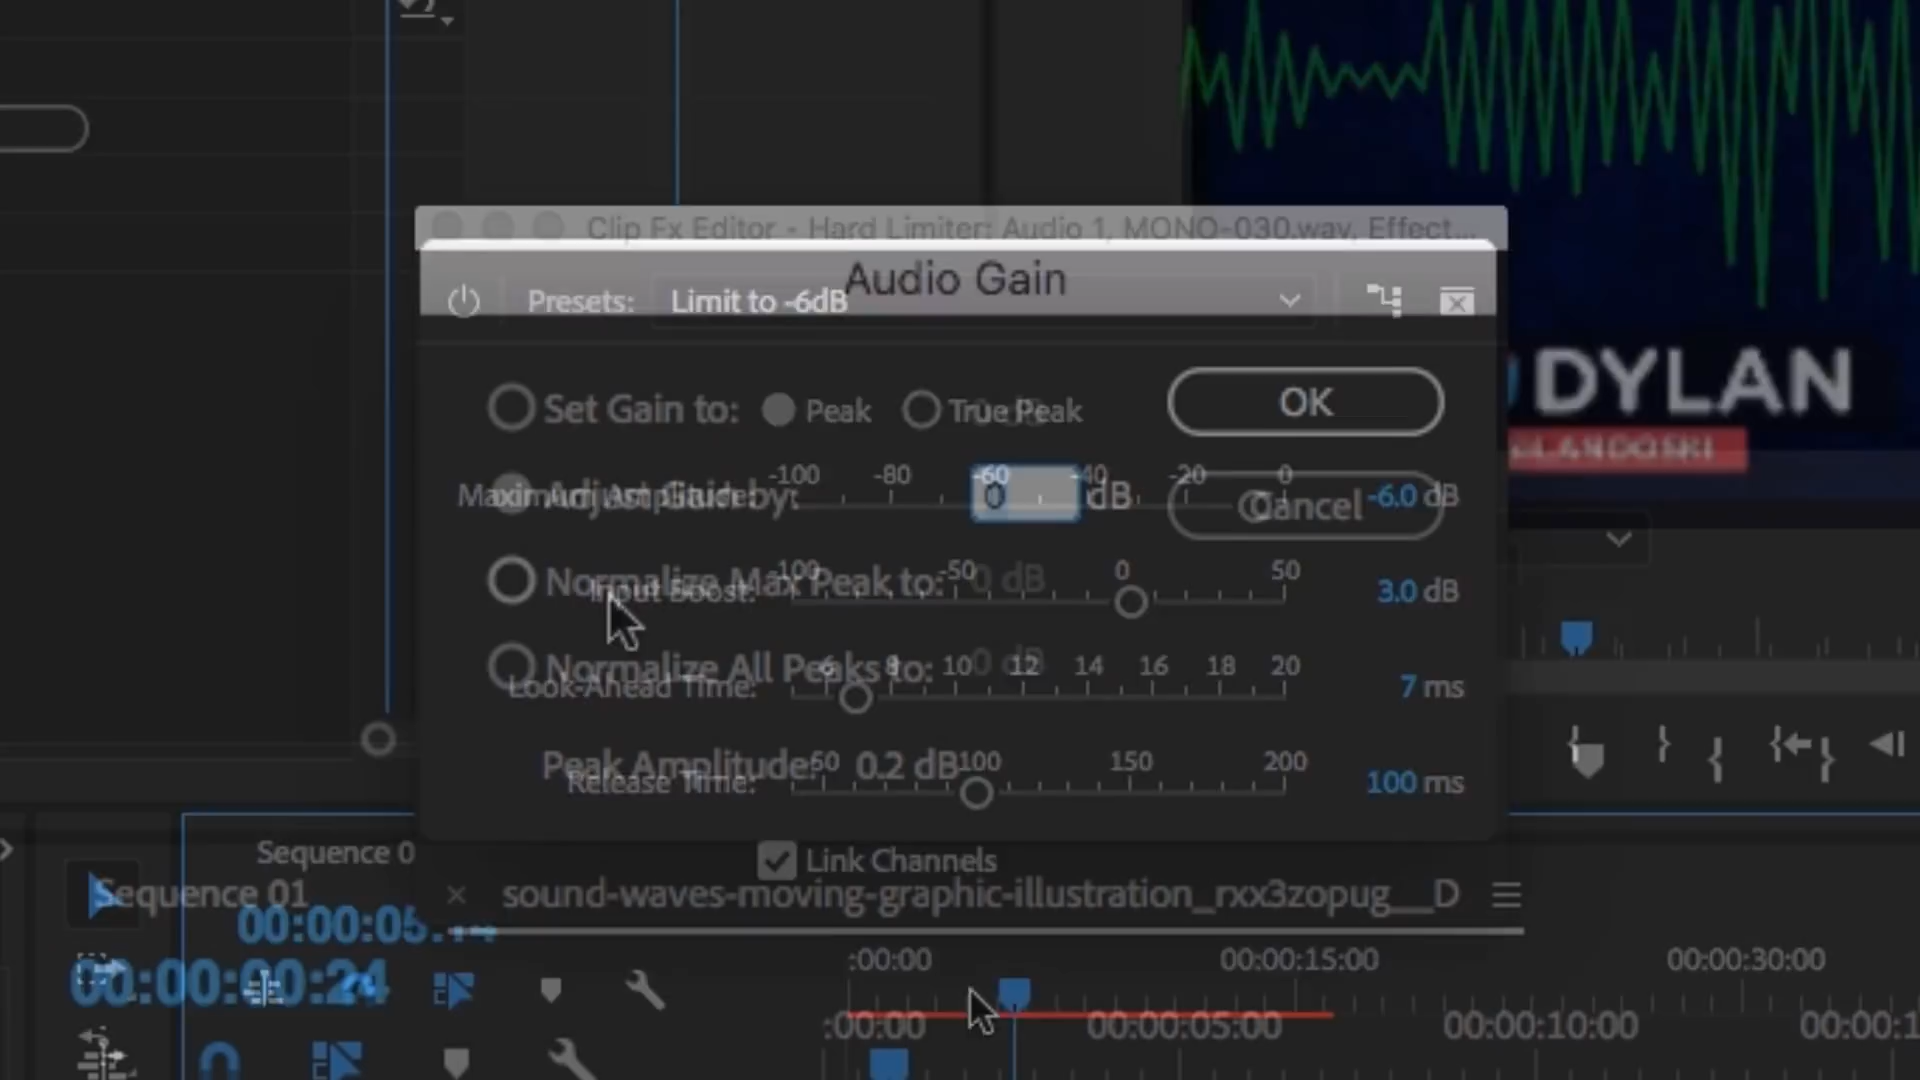 Clip Fx Editor - Hard Limiter: Audio 1, MONO-030.wav, Effect...
Audio Gain
Presets: Limit to -6dB
Set Gain to: 0 dB
Peak True Peak
OK
DYLAN
Maximum Amplitude: -100 -80 -60 -40 -20 0 -6.0 dB
Adjust Gain by: 0 dB
Cancel
Normalize Max Peak to: 0 dB
Input Boost: -100 -50 0 50 3.0 dB
Normalize All Peaks to: 0 dB
Look-Ahead Time: 6 8 10 12 14 16 18 20 7 ms
Peak Amplitude: 0.2 dB
Release Time: 50 100 150 200 100 ms
Sequence 0
Link Channels
Sequence 01
sound-waves-moving-graphic-illustration_rxx3zopug__D
00:00:05:14
:00:00 00:00:15:00 00:00:30:00
00:00:00:24
:00:00 00:00:05:00 00:00:10:00 00:00:1